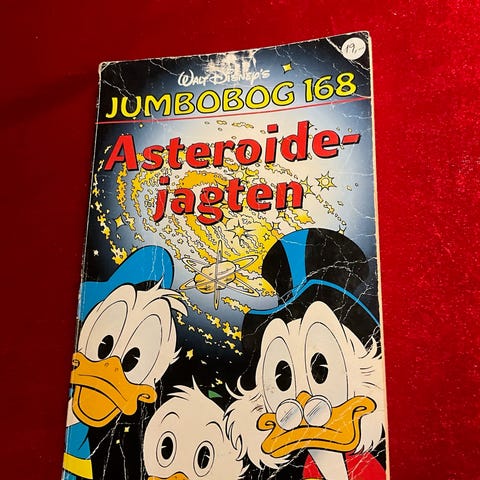 19,-
WALT DISNEY'S
JUMBOBOG 168
Asteroide-
jagten